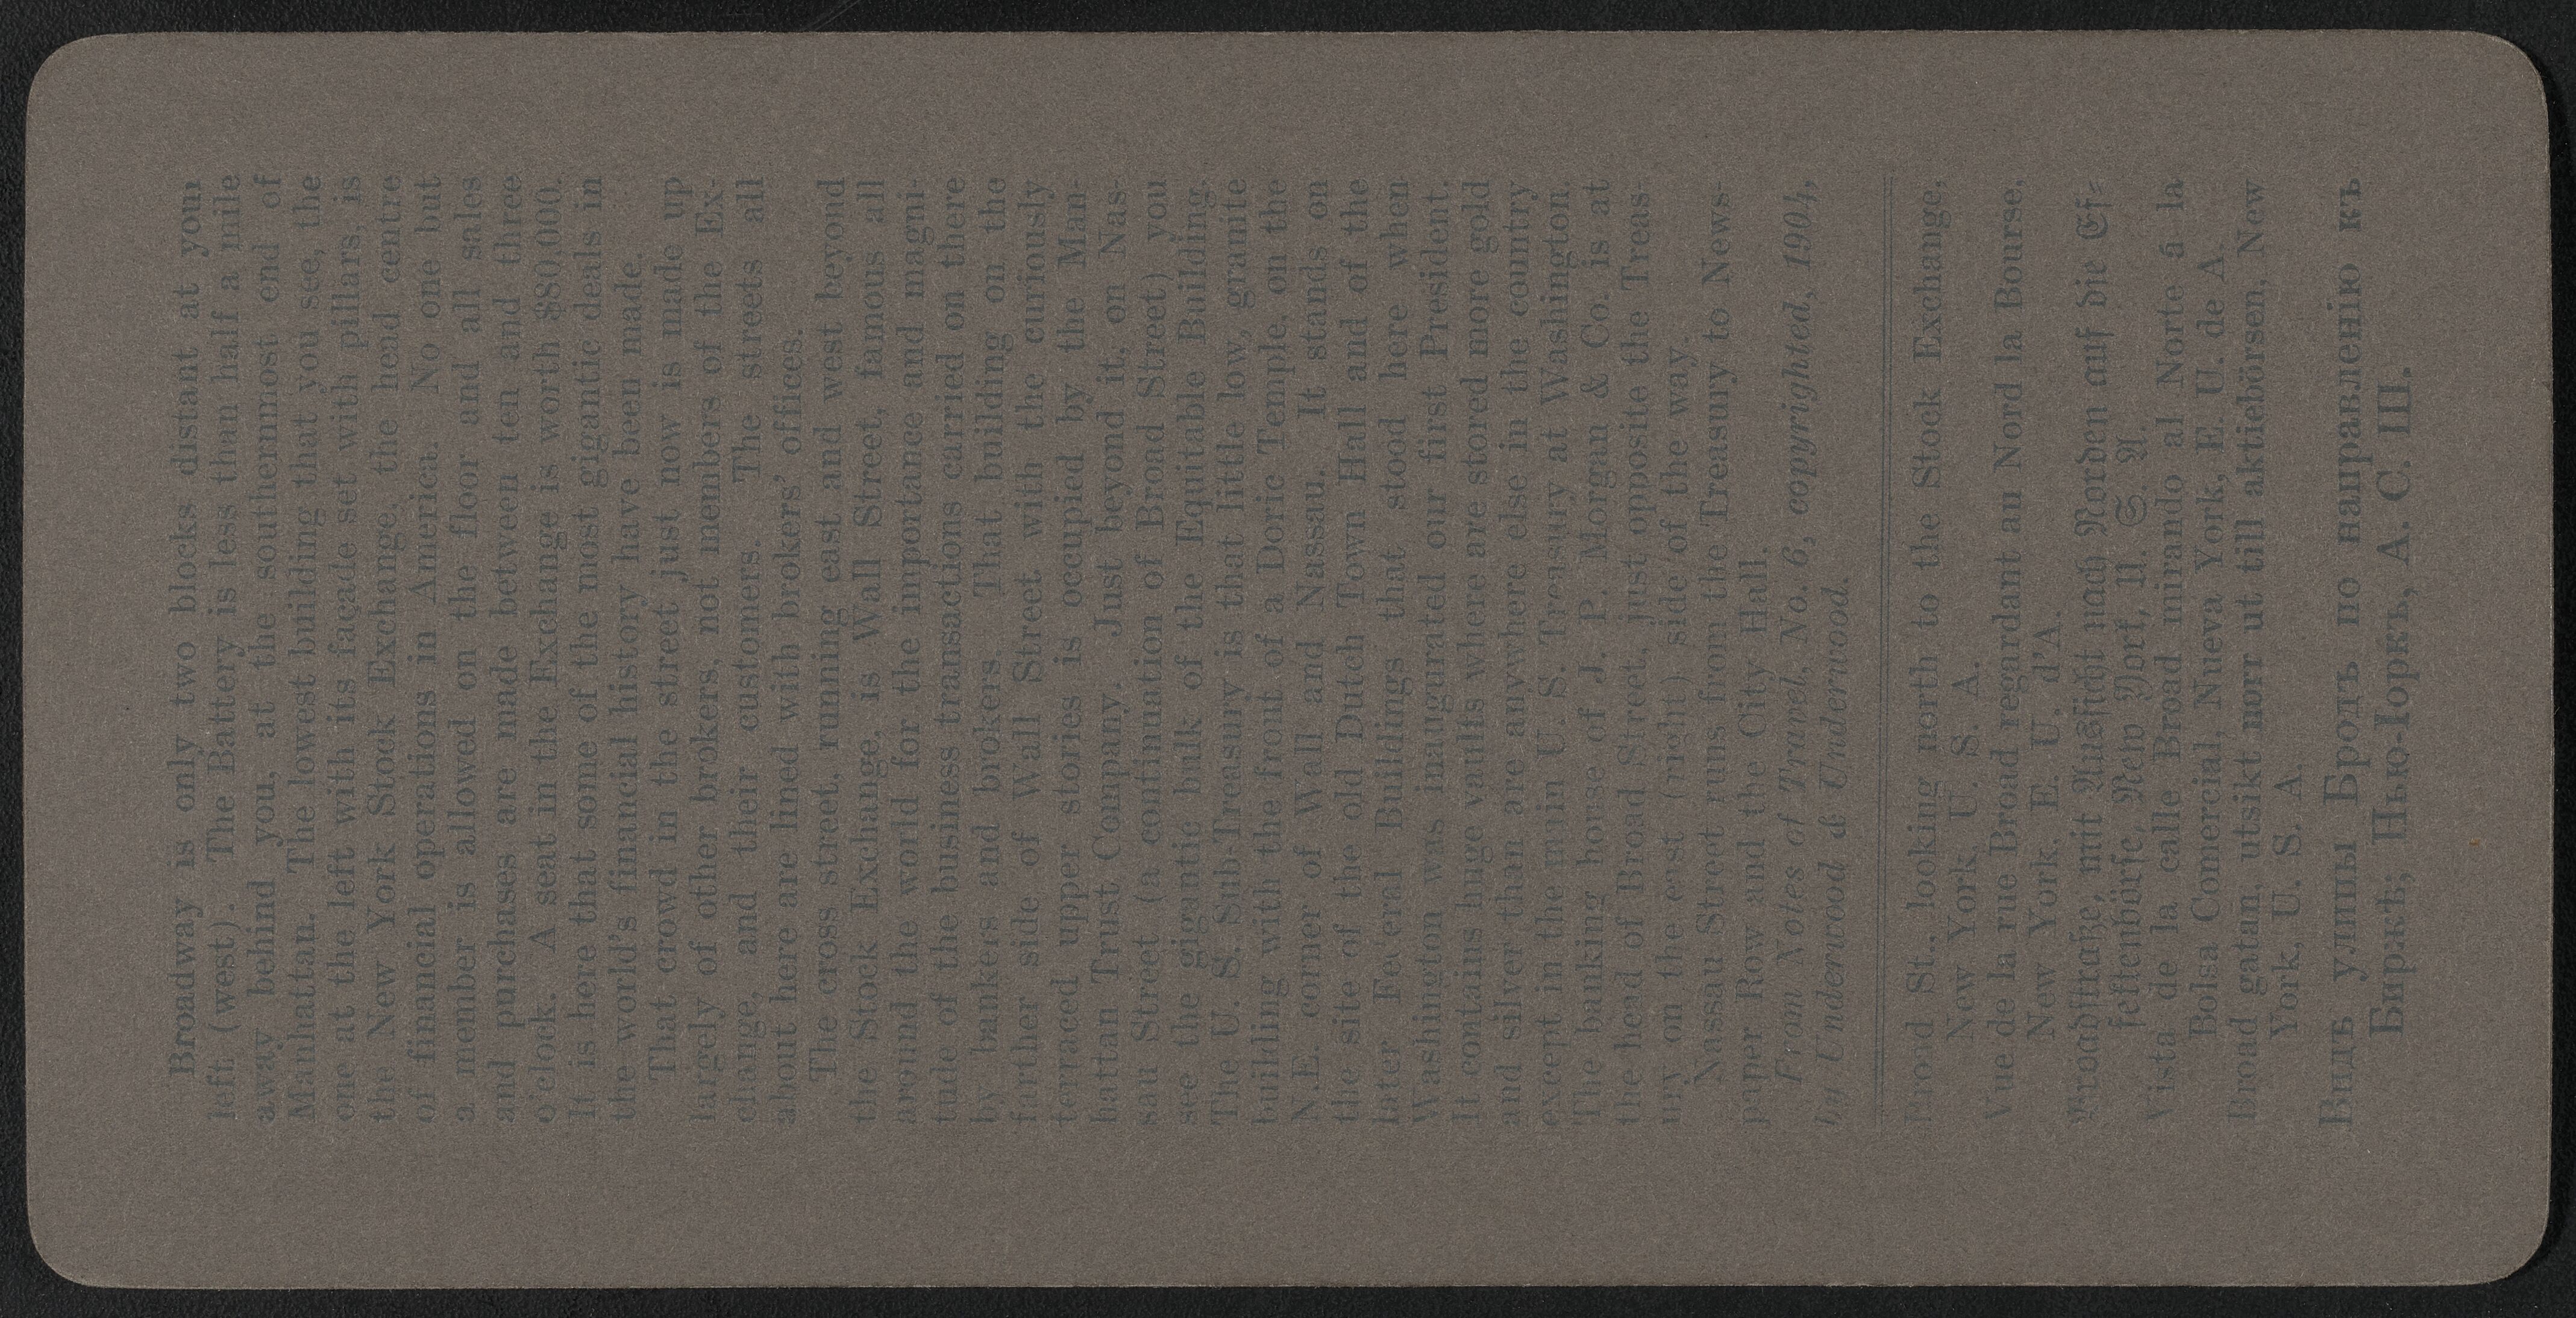 Broadway is only two blocks distant at your
left (west). The Battery is less than half a mile
away behind you, at the southernmost end of
Manhattan. The lowest building that you see, the
one at the left with its façade set with pillars, is
the New York Stock Exchange, the head centre
of financial operations in America. No one but
a member is allowed on the floor and all sales
and purchases are made between ten and three
o'clock. A seat in the Exchange is worth $80,000.
It is here that some of the most gigantic deals in
the world's financial history have been made.
That crowd in the street just now is made up
largely of other brokers, not members of the Ex-
change, and their customers. The streets all
about here are lined with brokers' offices.
The cross street, running east and west beyond
the Stock Exchange, is Wall Street, famous all
around the world for the importance and magni-
tude of the business transactions carried on there
by bankers and brokers. That building on the
farther side of Wall Street with the curiously
terraced upper stories is occupied by the Man-
hattan Trust Company. Just beyond it, on Nas-
sau Street (a continuation of Broad Street) you
see the gigantic bulk of the Equitable Building.
The U. S. Sub-Treasury is that little low, granite
building with the front of a Doric Temple, on the
N.E. corner of Wall and Nassau. It stands on
the site of the old Dutch Town Hall and of the
later Federal Buildings that stood here when
Washington was inaugurated our first President.
It contains huge vaults where are stored more gold
and silver than are anywhere else in the country
except in the main U. S. Treasury at Washington.
The banking house of J. P. Morgan & Co. is at
the head of Broad Street, just opposite the Treas-
ury on the east (right) side of the way.
Nassau Street runs from the Treasury to News-
paper Row and the City Hall.
From Notes of Travel, No. 6, copyrighted, 1904,
by Underwood & Underwood.
Broad St., looking north to the Stock Exchange,
New York, U. S. A.
Vue de la rue Broad regardant au Nord la Bourse,
New York, E. U. d'A.
Broadstraße, mit Aussicht nach Norden auf die Ef-
fektenbörse, New York, U. S. A.
Vista de la calle Broad mirando al Norte á la
Bolsa Comercial, Nueva York, E. U. de A.
Broad gatan, utsikt norr ut till aktiebörsen, New
York, U. S. A.
Видъ улицы Бродъ по направленію къ
Биржѣ; Нью-Іоркъ, А. С. Ш.